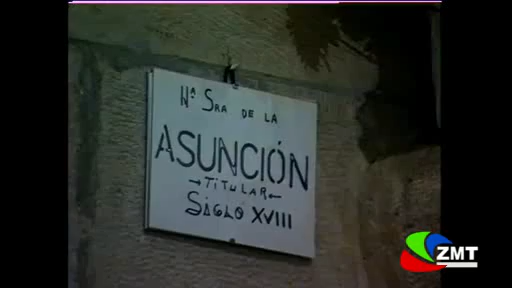 Nª Sra DE LA
ASUNCIÓN
TITULAR
SIGLO XVIII
ZMT